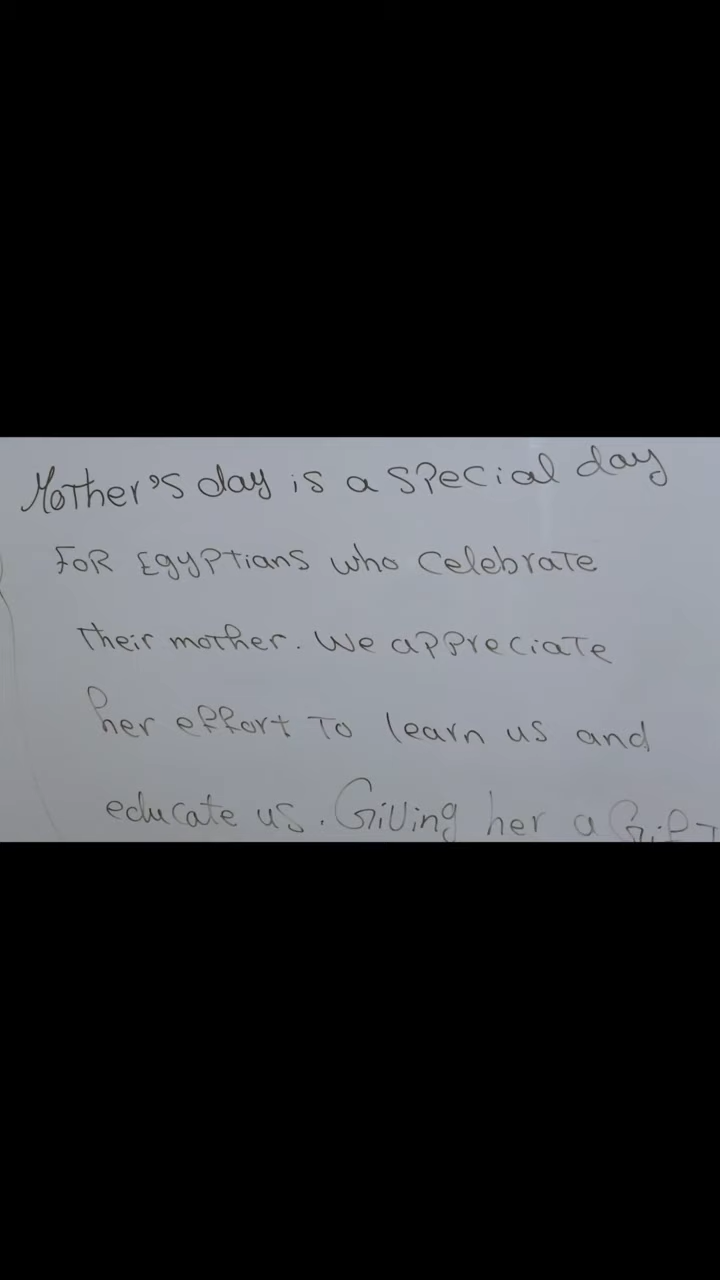 Mother's day is a special day
FoR Egyptians who celebrate
Their mother. We appreciate
her effort To learn us and
educate us. Giving her a Gift